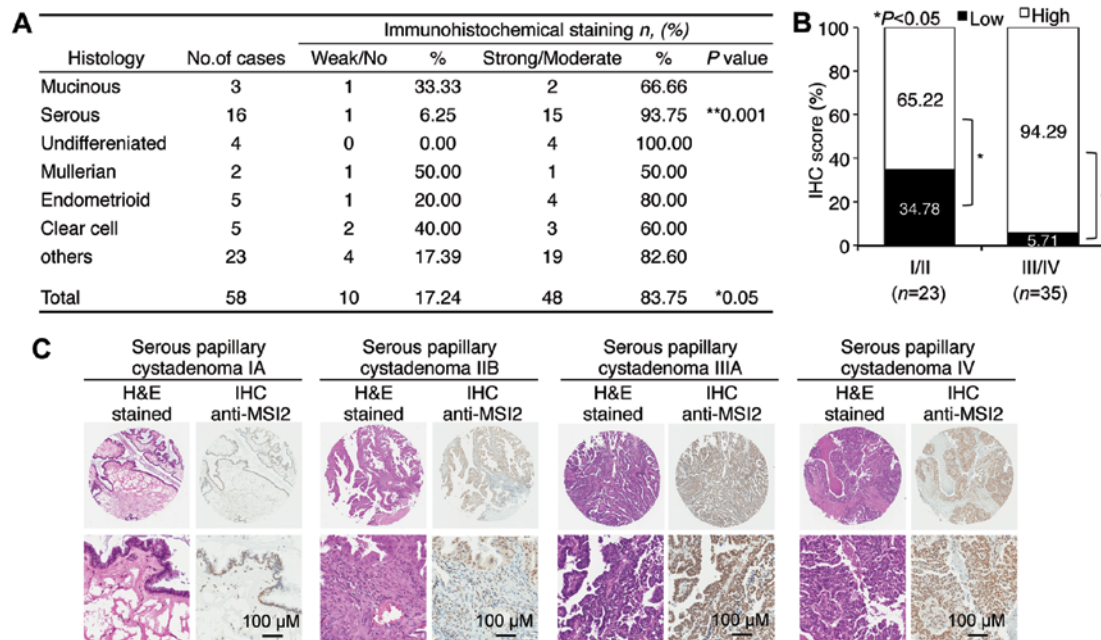 A
Immunohistochemical staining n, (%)
Histology No.of cases Weak/No % Strong/Moderate % P value
Mucinous 3 1 33.33 2 66.66
Serous 16 1 6.25 15 93.75 **0.001
Undiffereniated 4 0 0.00 4 100.00
Mullerian 2 1 50.00 1 50.00
Endometrioid 5 1 20.00 4 80.00
Clear cell 5 2 40.00 3 60.00
others 23 4 17.39 19 82.60
Total 58 10 17.24 48 83.75 *0.05
B
*P<0.05 Low High
IHC score (%)
100
80
60
40
20
0
65.22
34.78
*
94.29
5.71
I/II III/IV
(n=23) (n=35)
C
Serous papillary
cystadenoma IA
H&E
stained
IHC
anti-MSI2
100 µM
Serous papillary
cystadenoma IIB
H&E
stained
IHC
anti-MSI2
100 µM
Serous papillary
cystadenoma IIIA
H&E
stained
IHC
anti-MSI2
100 µM
Serous papillary
cystadenoma IV
H&E
stained
IHC
anti-MSI2
100 µM